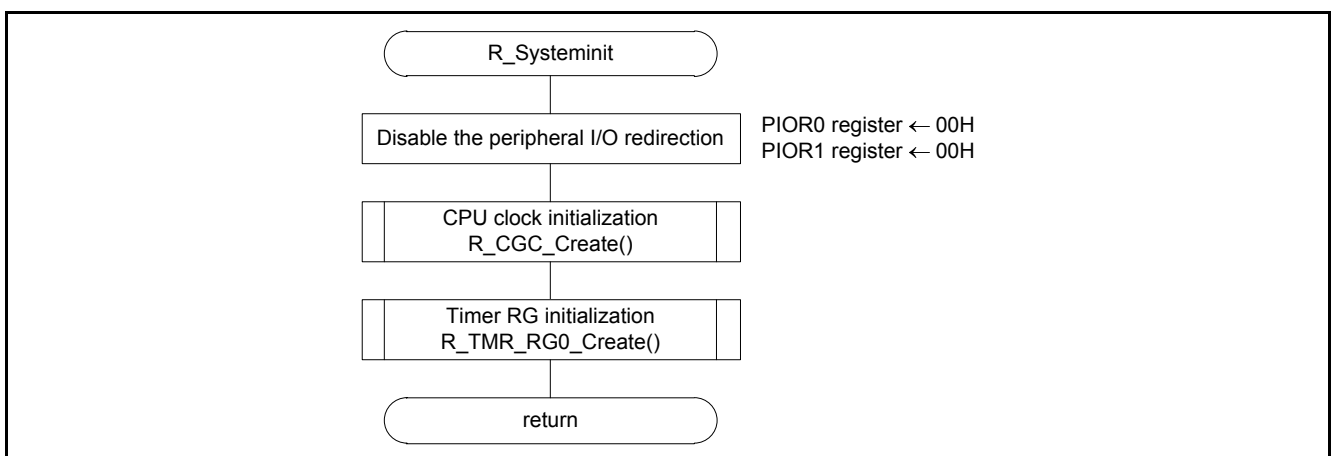 R_Systeminit
Disable the peripheral I/O redirection
PIOR0 register ← 00H
PIOR1 register ← 00H
CPU clock initialization
R_CGC_Create()
Timer RG initialization
R_TMR_RG0_Create()
return